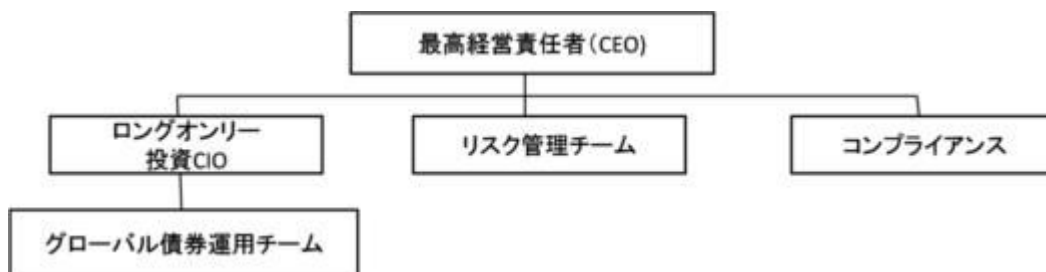 最高経営責任者(CEO)
ロングオンリー
投資CIO
リスク管理チーム
コンプライアンス
グローバル債券運用チーム